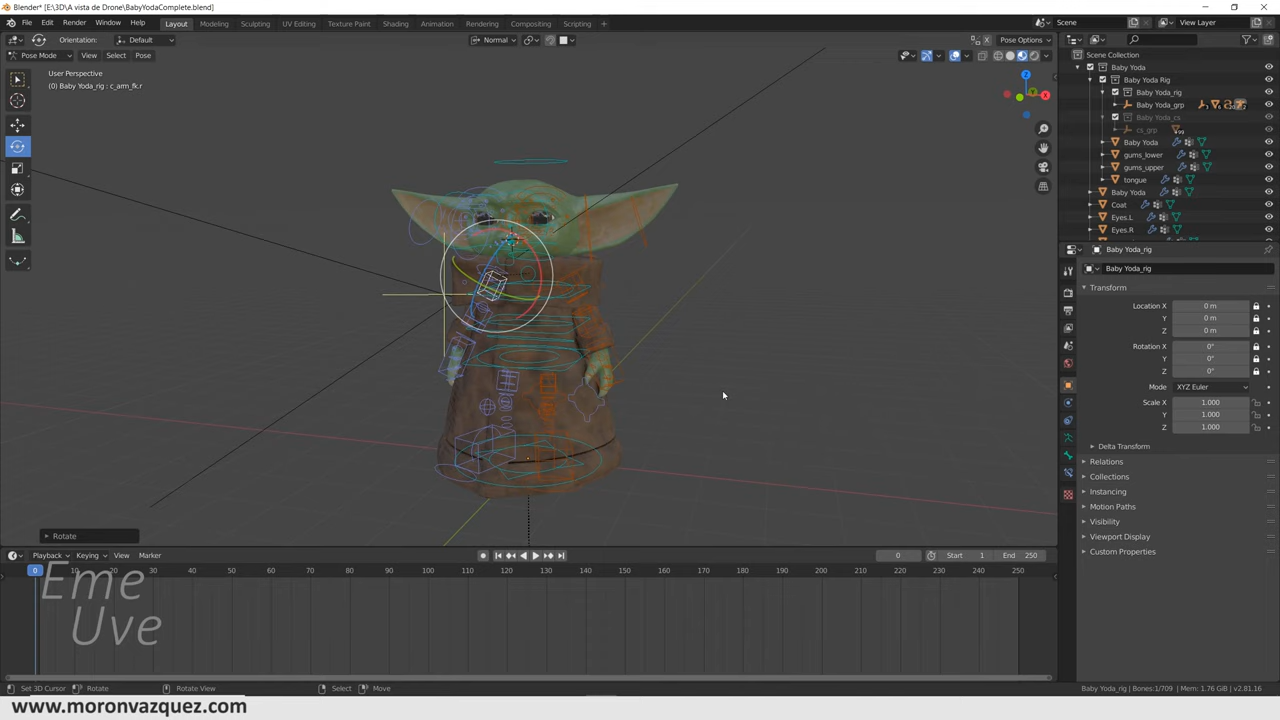 Blender* [E:\3D\A vista de Drone\BabyYodaComplete.blend]
File Edit Render Window Help Layout Modeling Sculpting UV Editing Texture Paint Shading Animation Rendering Compositing Scripting Scene View Layer
Orientation: Default Normal Pose Options
Pose Mode View Select Pose
User Perspective
(0) Baby Yoda_rig : c_arm_fk.r
Scene Collection
Baby Yoda
Baby Yoda Rig
Baby Yoda_rig
Baby Yoda_grp
Baby Yoda_cs
cs_grp
Baby Yoda
gums_lower
gums_upper
tongue
Baby Yoda
Coat
Eyes.L
Eyes.R
Baby Yoda_rig
Baby Yoda_rig
Transform
Location X 0 m
Y 0 m
Z 0 m
Rotation X 0°
Y 0°
Z 0°
Mode XYZ Euler
Scale X 1.000
Y 1.000
Z 1.000
Delta Transform
Relations
Collections
Instancing
Motion Paths
Visibility
Viewport Display
Custom Properties
Rotate
Playback Keying View Marker 0 Start 1 End 250
0 10 20 30 40 50 60 70 80 90 100 110 120 130 140 150 160 170 180 190 200 210 220 230 240 250
Eme
Uve
Set 3D Cursor Rotate Rotate View Select Move Baby Yoda_rig | Bones:1/709 | Mem: 1.76 GiB | v2.81.16
www.moronvazquez.com